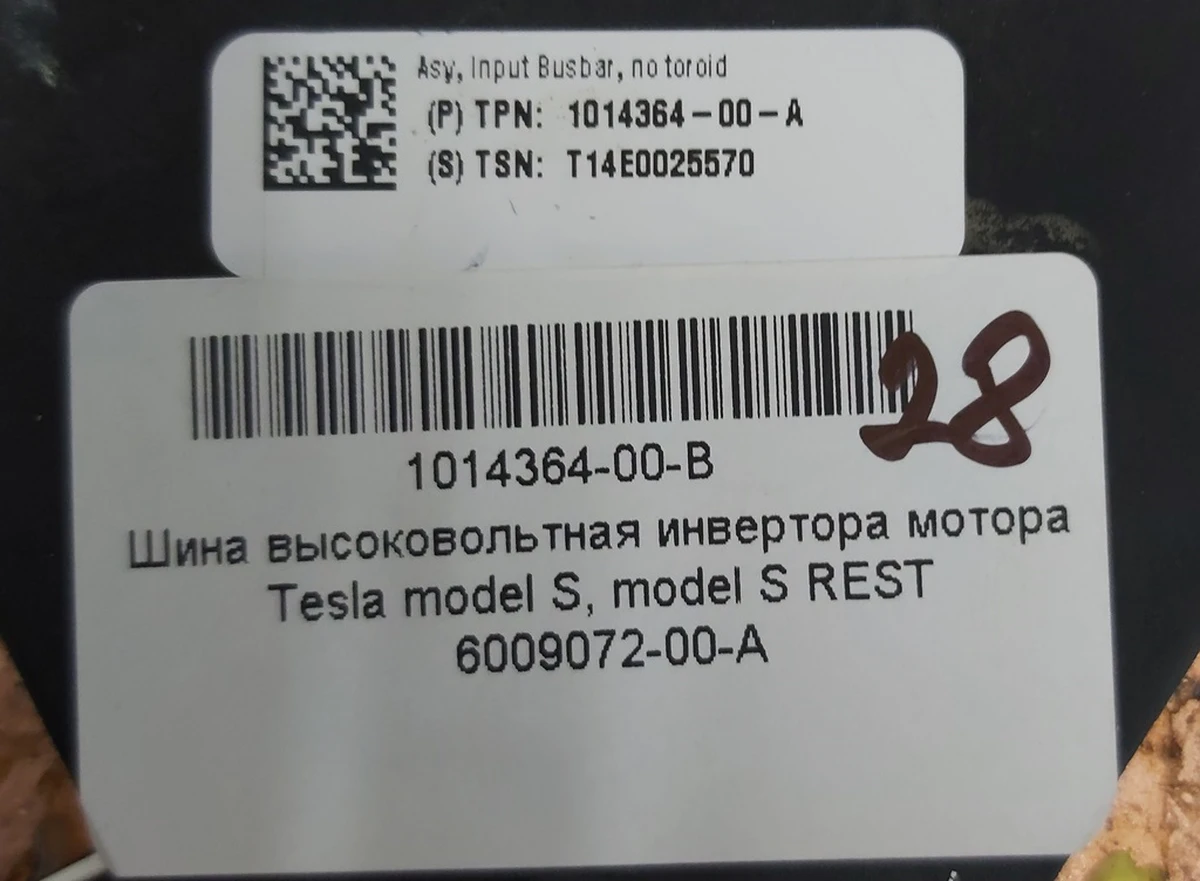 Asy, Input Busbar, no toroid
(P) TPN: 1014364-00-A
(S) TSN: T14E0025570
28
1014364-00-B
Шина высоковольтная инвертора мотора
Tesla model S, model S REST
6009072-00-A